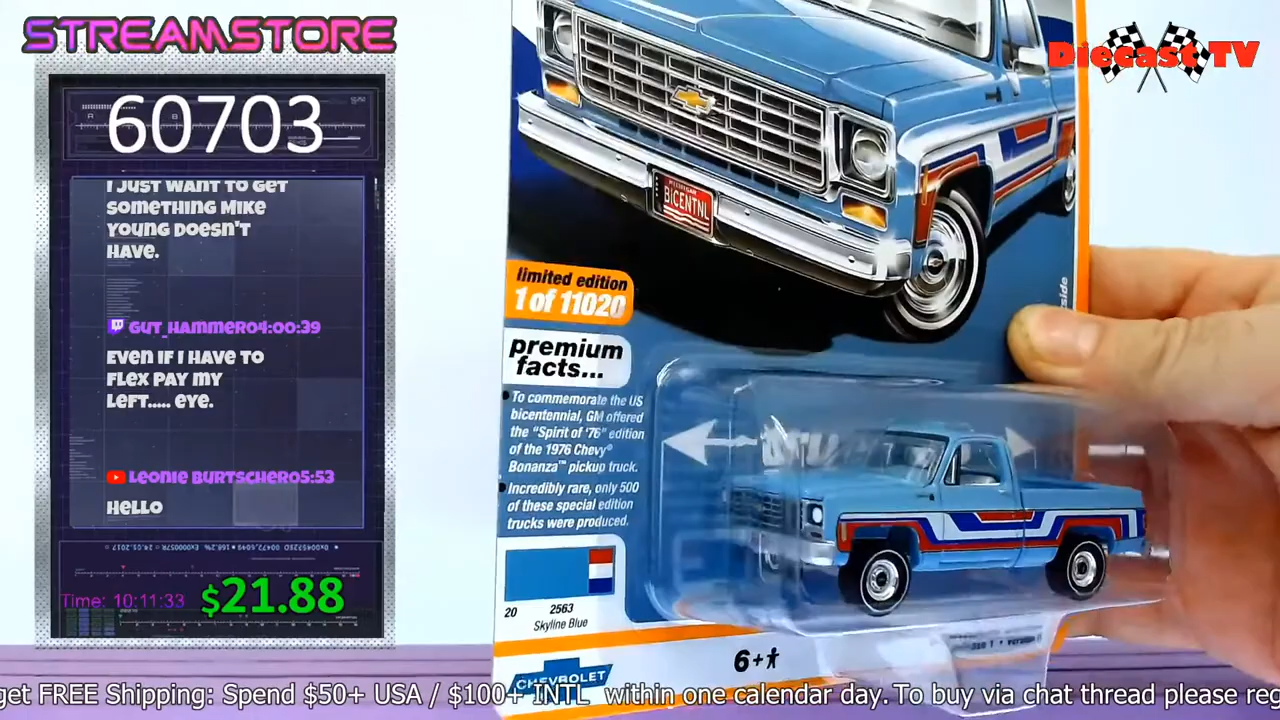 STREAMSTORE
60703
I just want to get
something Mike
Young doesn't
have.
Gut_Hammer04:00:39
Even if I have to
flex pay my
left..... eye.
Leonie Burtscher05:53
Hello
Time: 10:11:33
$21.88
Diecast TV
MICHIGAN
BICENTNL
limited edition
1 of 11020
premium
facts...
To commemorate the US
bicentennial, GM offered
the "Spirit of '76" edition
of the 1976 Chevy®
Bonanza™ pickup truck.
Incredibly rare, only 500
of these special edition
trucks were produced.
20
2563
Skyline Blue
CHEVROLET
6+
get FREE Shipping: Spend $50+ USA / $100+ INTL within one calendar day. To buy via chat thread please reg